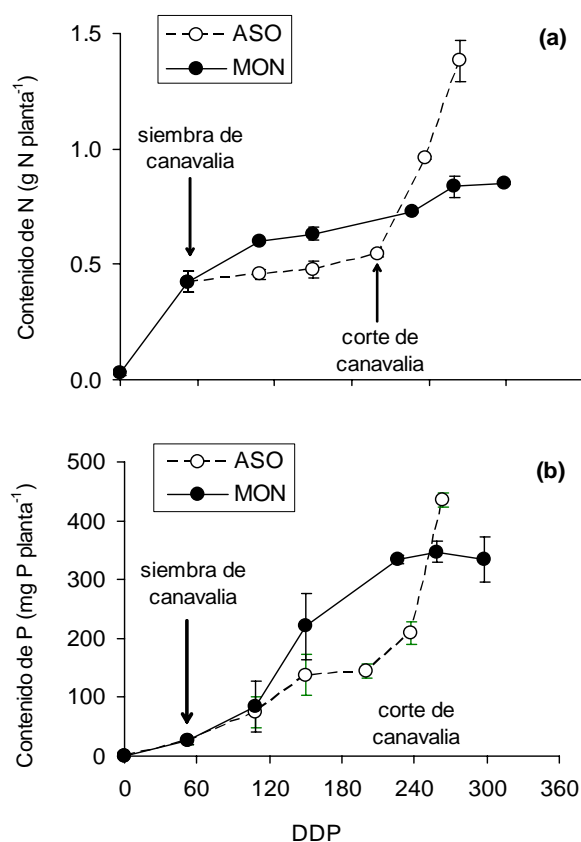 1.5
(a)
ASO
MON
siembra de
canavalia
1.0
Contenido de N (g N planta⁻¹)
0.5
corte de
canavalia
0.0
500
(b)
ASO
MON
400
siembra de
canavalia
300
Contenido de P (mg P planta⁻¹)
200
100
corte de
canavalia
0
0 60 120 180 240 300 360
DDP